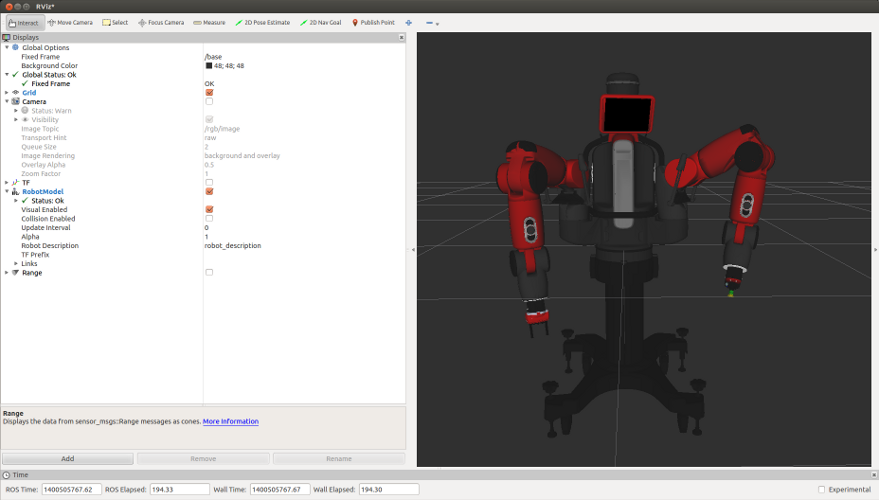 RViz*
Interact Move Camera Select Focus Camera Measure 2D Pose Estimate 2D Nav Goal Publish Point
Displays
Global Options
Fixed Frame /base
Background Color 48; 48; 48
Global Status: Ok
Fixed Frame OK
Grid
Camera
Status: Warn
Visibility
Image Topic /rgb/image
Transport Hint raw
Queue Size 2
Image Rendering background and overlay
Overlay Alpha 0.5
Zoom Factor 1
TF
RobotModel
Status: Ok
Visual Enabled
Collision Enabled
Update Interval 0
Alpha 1
Robot Description robot_description
TF Prefix
Links
Range
Range
Displays the data from sensor_msgs::Range messages as cones. More Information
Add Remove Rename
Time
ROS Time: 1400505767.62 ROS Elapsed: 194.33 Wall Time: 1400505767.67 Wall Elapsed: 194.30 Experimental